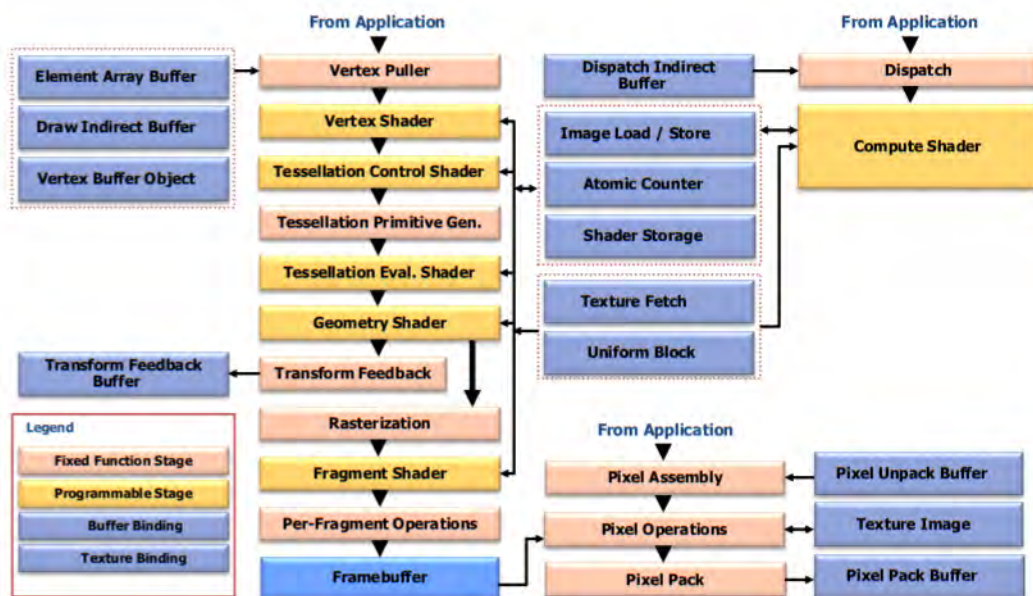 From Application
Element Array Buffer
Draw Indirect Buffer
Vertex Buffer Object
Vertex Puller
Vertex Shader
Tessellation Control Shader
Tessellation Primitive Gen.
Tessellation Eval. Shader
Geometry Shader
Transform Feedback
Transform Feedback
Buffer
Rasterization
Fragment Shader
Per-Fragment Operations
Framebuffer
Legend
Fixed Function Stage
Programmable Stage
Buffer Binding
Texture Binding
From Application
Dispatch Indirect
Buffer
Dispatch
Image Load / Store
Atomic Counter
Shader Storage
Compute Shader
Texture Fetch
Uniform Block
From Application
Pixel Assembly
Pixel Unpack Buffer
Pixel Operations
Texture Image
Pixel Pack
Pixel Pack Buffer